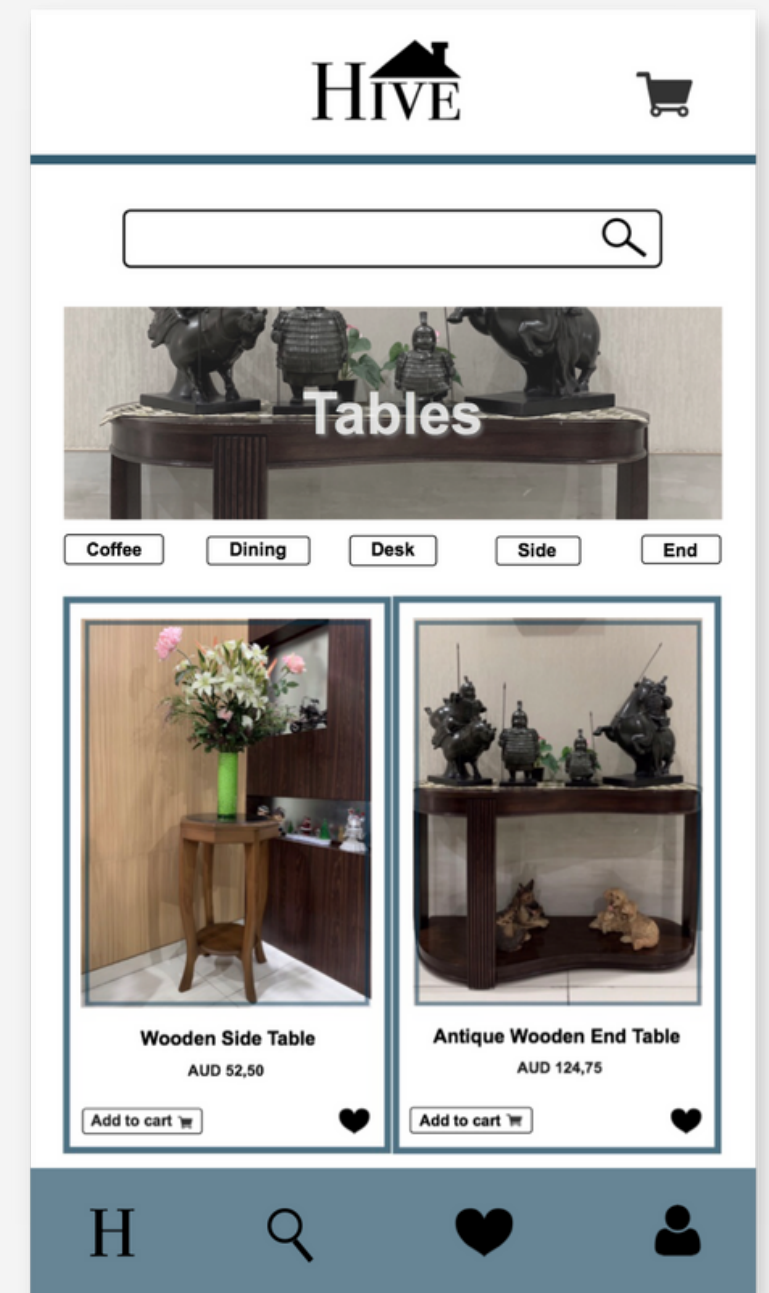 HIVE
Tables
Coffee Dining Desk Side End
Wooden Side Table
AUD 52,50
Add to cart
Antique Wooden End Table
AUD 124,75
Add to cart
H